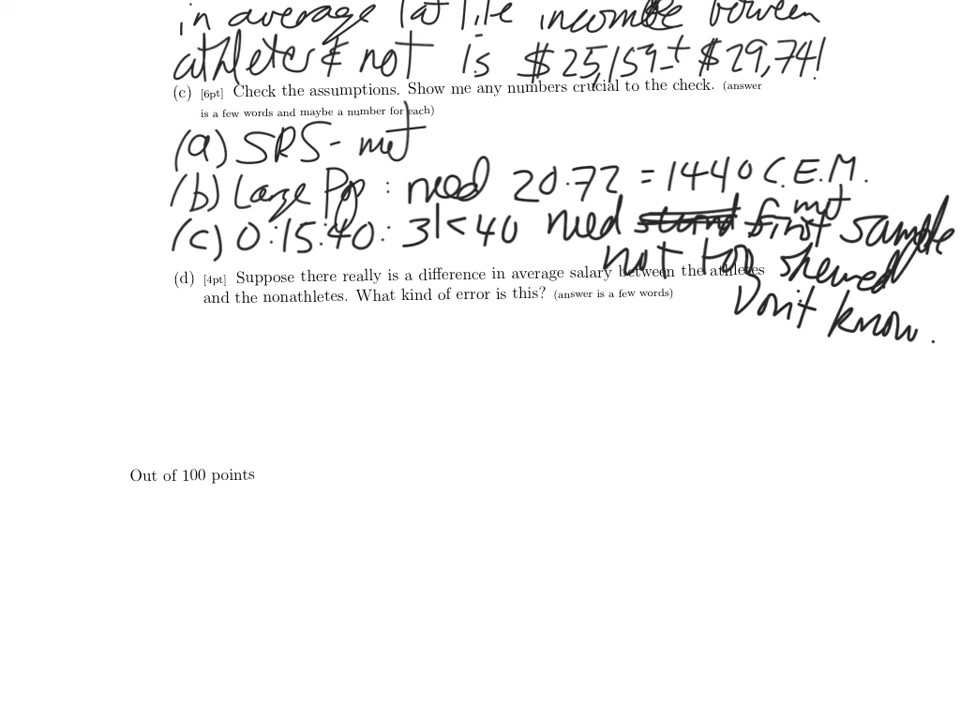 in average lat life income between
athletes & not is $25,159 ± $29,741
(c) [6pt] Check the assumptions. Show me any numbers crucial to the check. (answer
is a few words and maybe a number for each)
(a) SRS - met
(b) Large Pop : need 20·72 = 1440 C.E.M.
met
(c) 0:15:40: 31<40 need first sample
not too skewed
(d) [4pt] Suppose there really is a difference in average salary between the athletes
and the nonathletes. What kind of error is this? (answer is a few words)
Don't know.
Out of 100 points